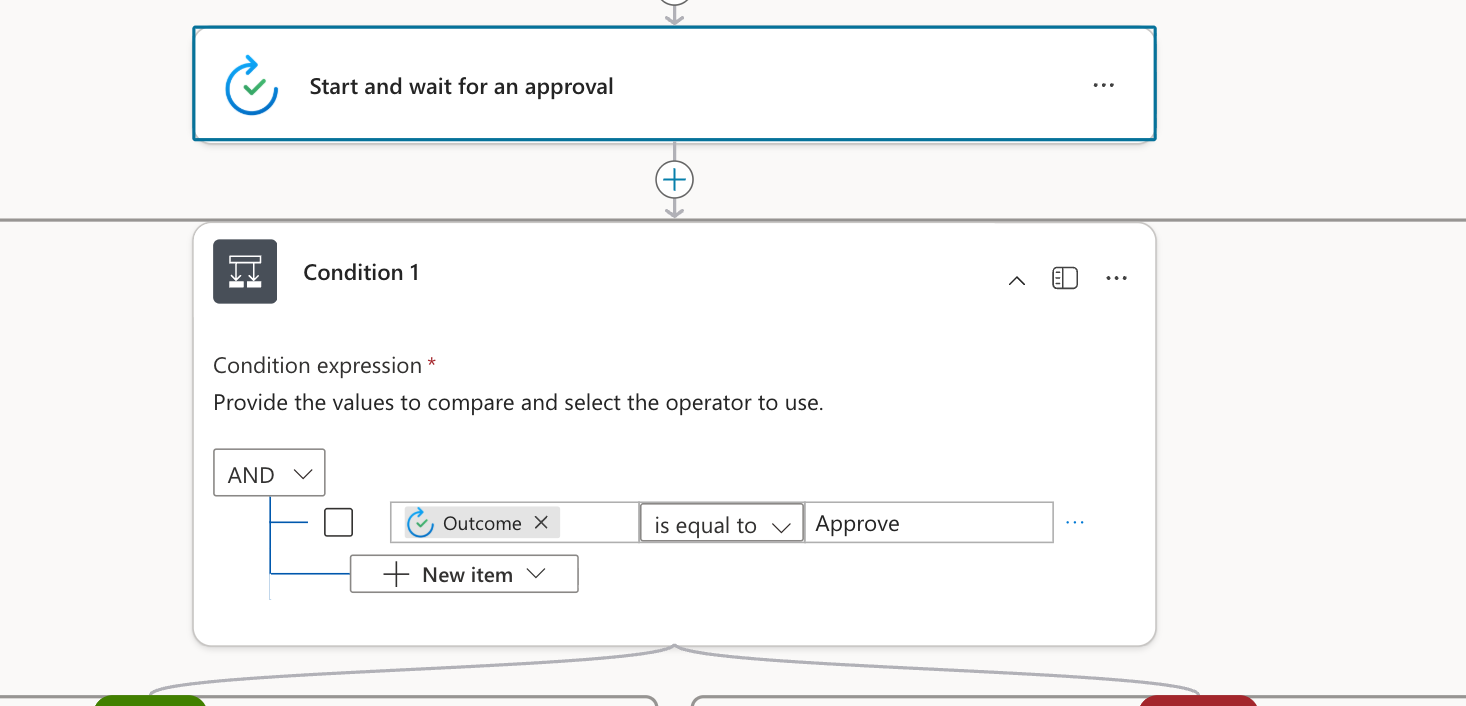 Start and wait for an approval
Condition 1
Condition expression *
Provide the values to compare and select the operator to use.
AND
Outcome is equal to Approve
New item